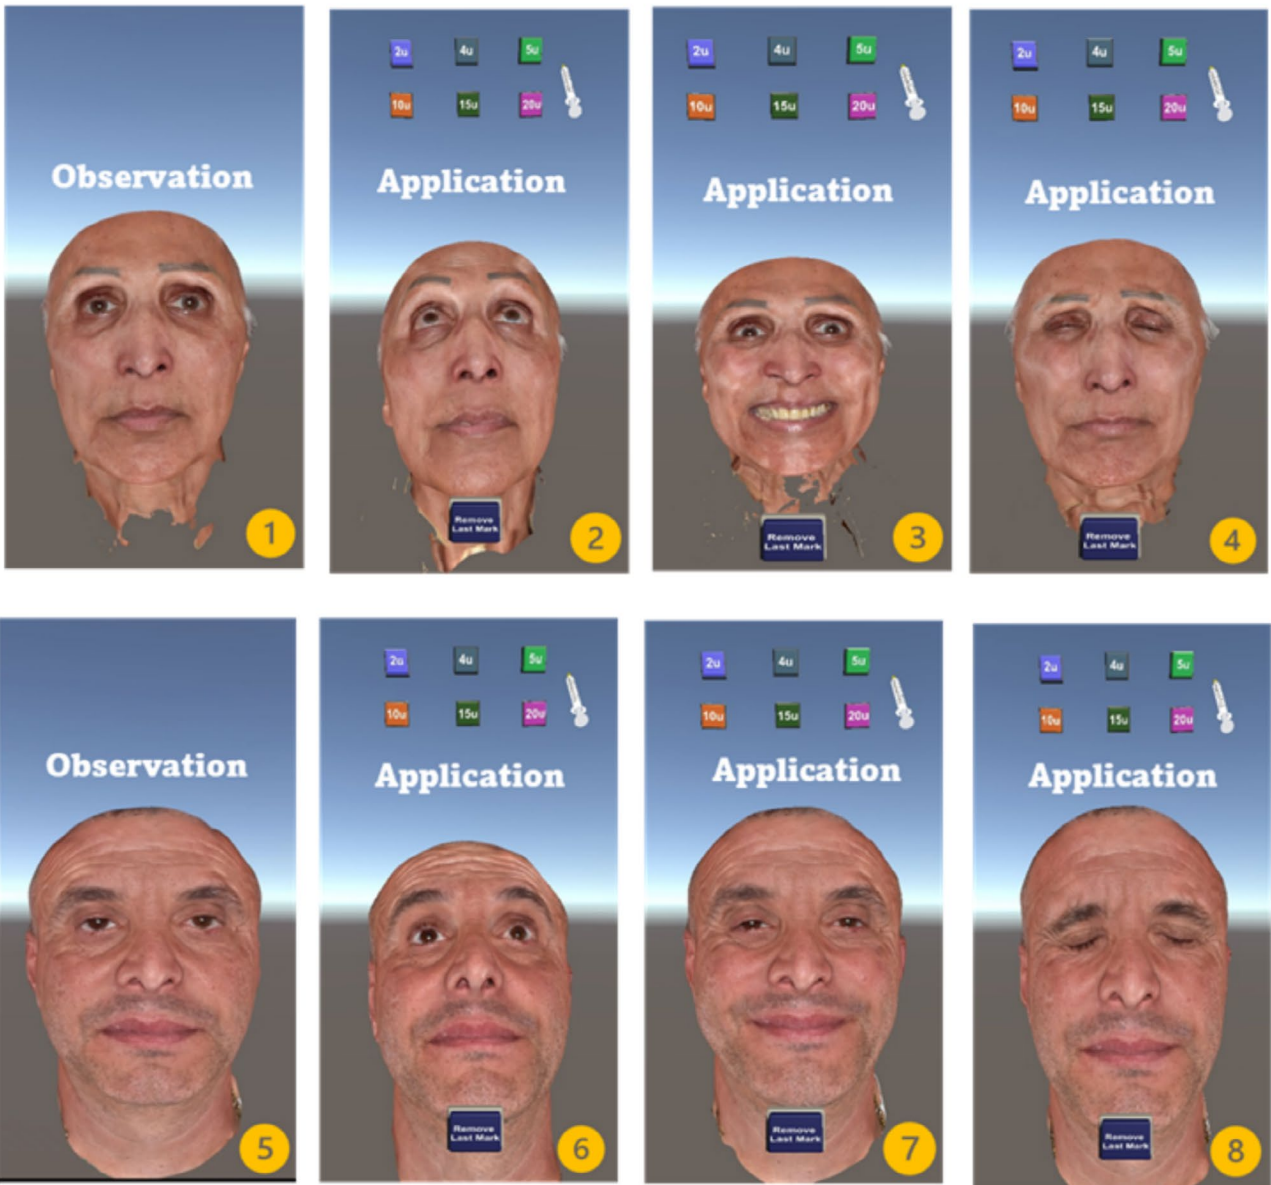 Observation
1
2u 4u 5u
10u 15u 20u
Application
Remove
Last Mark
2
2u 4u 5u
10u 15u 20u
Application
Remove
Last Mark
3
2u 4u 5u
10u 15u 20u
Application
Remove
Last Mark
4
Observation
5
2u 4u 5u
10u 15u 20u
Application
Remove
Last Mark
6
2u 4u 5u
10u 15u 20u
Application
Remove
Last Mark
7
2u 4u 5u
10u 15u 20u
Application
Remove
Last Mark
8